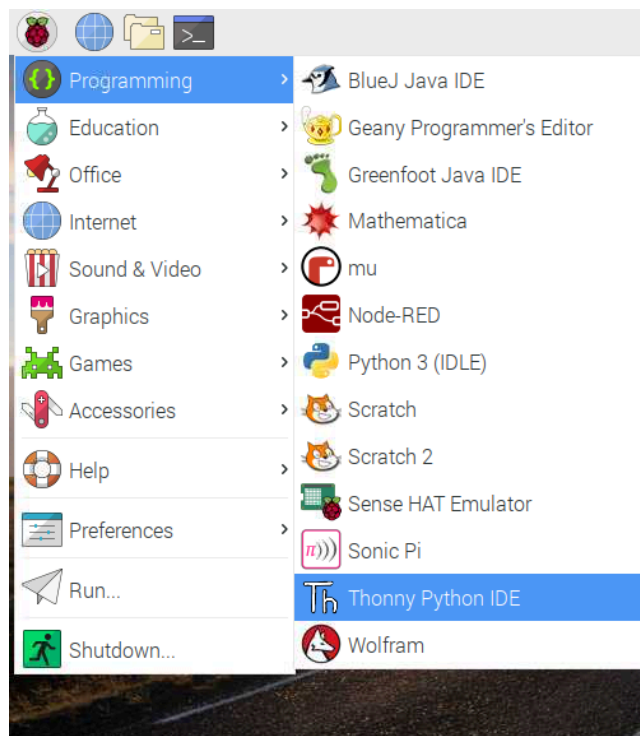 >_
Programming
Education
Office
Internet
Sound & Video
Graphics
Games
Accessories
Help
Preferences
Run...
Shutdown...
BlueJ Java IDE
Geany Programmer's Editor
Greenfoot Java IDE
Mathematica
mu
Node-RED
Python 3 (IDLE)
Scratch
Scratch 2
Sense HAT Emulator
π)))
Sonic Pi
Th
Thonny Python IDE
Wolfram